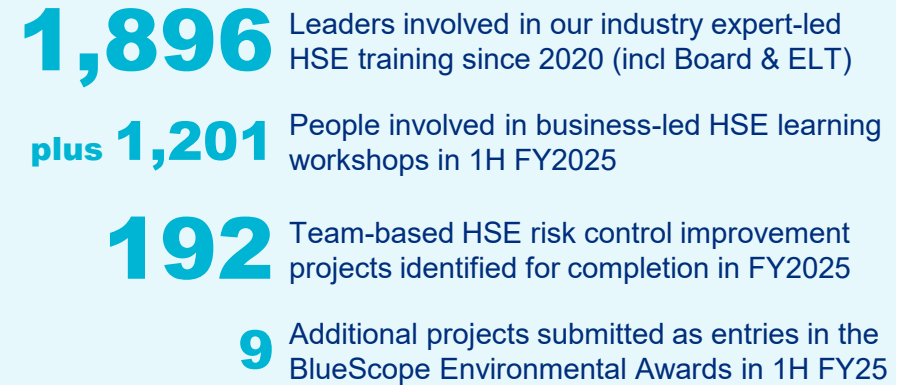 1,896 Leaders involved in our industry expert-led
HSE training since 2020 (incl Board & ELT)
plus 1,201 People involved in business-led HSE learning
workshops in 1H FY2025
192 Team-based HSE risk control improvement
projects identified for completion in FY2025
9 Additional projects submitted as entries in the
BlueScope Environmental Awards in 1H FY25